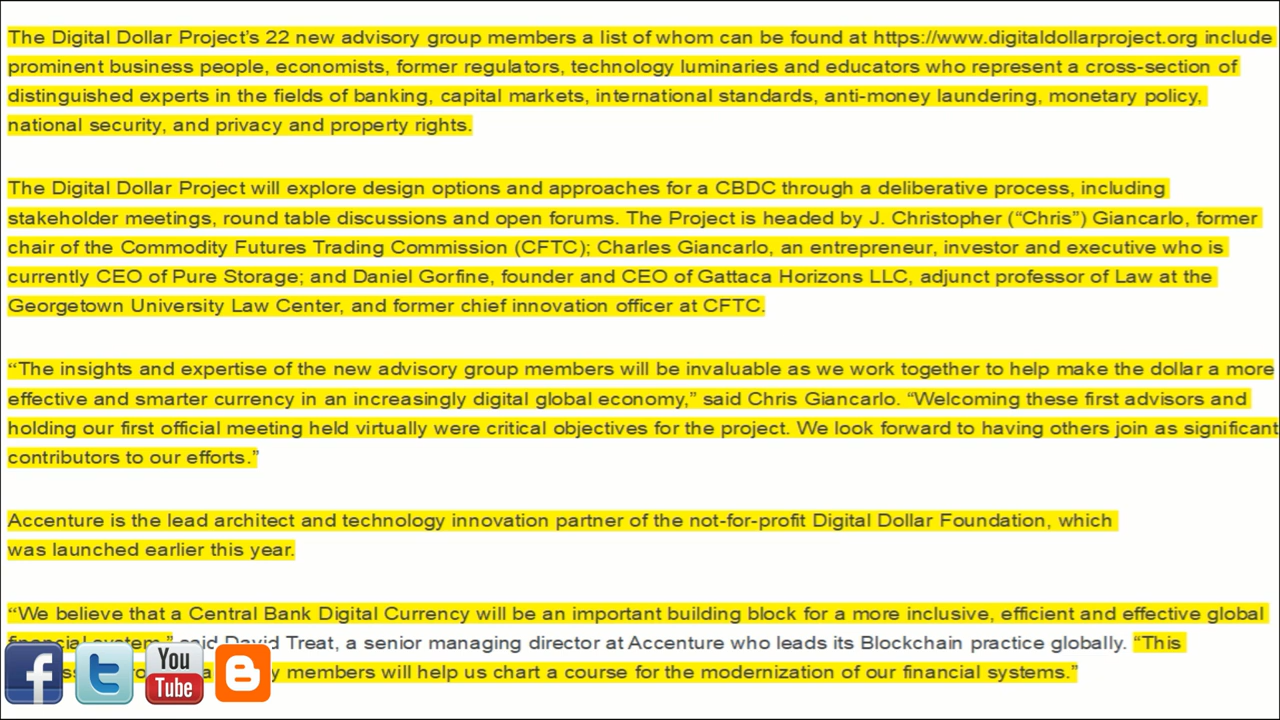 The Digital Dollar Project’s 22 new advisory group members a list of whom can be found at https://www.digitaldollarproject.org include
prominent business people, economists, former regulators, technology luminaries and educators who represent a cross-section of
distinguished experts in the fields of banking, capital markets, international standards, anti-money laundering, monetary policy,
national security, and privacy and property rights.
The Digital Dollar Project will explore design options and approaches for a CBDC through a deliberative process, including
stakeholder meetings, round table discussions and open forums. The Project is headed by J. Christopher (“Chris”) Giancarlo, former
chair of the Commodity Futures Trading Commission (CFTC); Charles Giancarlo, an entrepreneur, investor and executive who is
currently CEO of Pure Storage; and Daniel Gorfine, founder and CEO of Gattaca Horizons LLC, adjunct professor of Law at the
Georgetown University Law Center, and former chief innovation officer at CFTC.
“The insights and expertise of the new advisory group members will be invaluable as we work together to help make the dollar a more
effective and smarter currency in an increasingly digital global economy,” said Chris Giancarlo. “Welcoming these first advisors and
holding our first official meeting held virtually were critical objectives for the project. We look forward to having others join as significant
contributors to our efforts.”
Accenture is the lead architect and technology innovation partner of the not-for-profit Digital Dollar Foundation, which
was launched earlier this year.
“We believe that a Central Bank Digital Currency will be an important building block for a more inclusive, efficient and effective global
financial system,” said David Treat, a senior managing director at Accenture who leads its Blockchain practice globally. “This
members will help us chart a course for the modernization of our financial systems.”
You
Tube